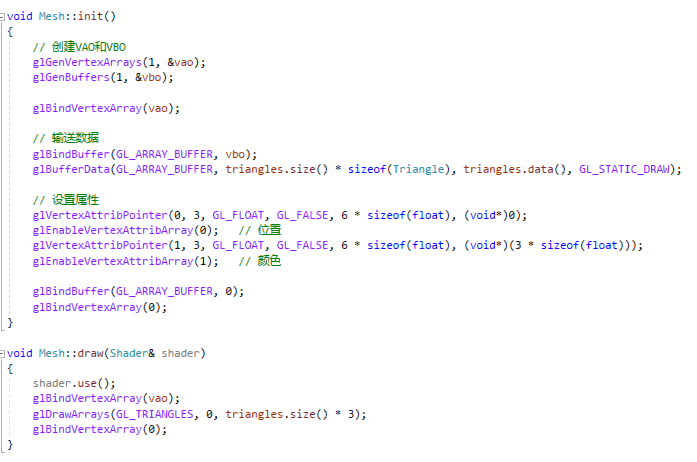 void Mesh::init()
{
// 创建VAO和VBO
glGenVertexArrays(1, &vao);
glGenBuffers(1, &vbo);
glBindVertexArray(vao);
// 输送数据
glBindBuffer(GL_ARRAY_BUFFER, vbo);
glBufferData(GL_ARRAY_BUFFER, triangles.size() * sizeof(Triangle), triangles.data(), GL_STATIC_DRAW);
// 设置属性
glVertexAttribPointer(0, 3, GL_FLOAT, GL_FALSE, 6 * sizeof(float), (void*)0);
glEnableVertexAttribArray(0);   // 位置
glVertexAttribPointer(1, 3, GL_FLOAT, GL_FALSE, 6 * sizeof(float), (void*)(3 * sizeof(float)));
glEnableVertexAttribArray(1);   // 颜色
glBindBuffer(GL_ARRAY_BUFFER, 0);
glBindVertexArray(0);
}
void Mesh::draw(Shader& shader)
{
shader.use();
glBindVertexArray(vao);
glDrawArrays(GL_TRIANGLES, 0, triangles.size() * 3);
glBindVertexArray(0);
}